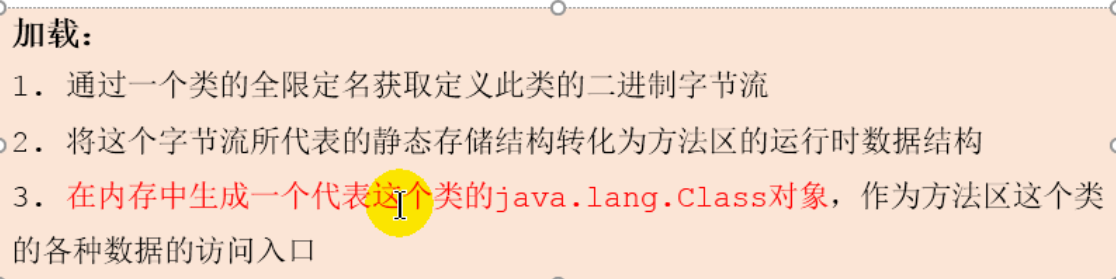 加载：
1. 通过一个类的全限定名获取定义此类的二进制字节流
2. 将这个字节流所代表的静态存储结构转化为方法区的运行时数据结构
3. 在内存中生成一个代表这个类的java.lang.Class对象，作为方法区这个类
的各种数据的访问入口